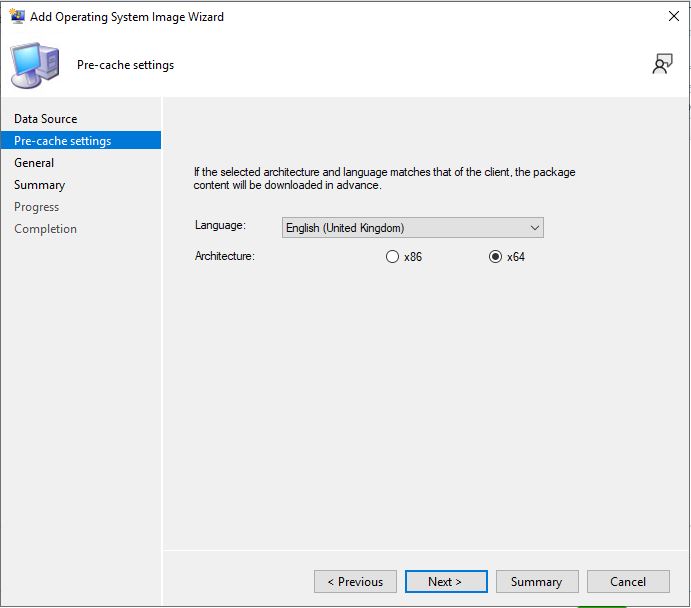 Add Operating System Image Wizard
Pre-cache settings
Data Source
Pre-cache settings
General
Summary
Progress
Completion
If the selected architecture and language matches that of the client, the package
content will be downloaded in advance.
Language: English (United Kingdom)
Architecture: x86 x64
< Previous Next > Summary Cancel